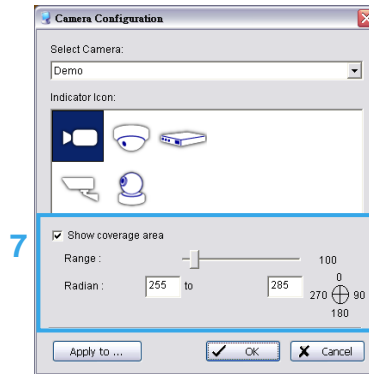 Camera Configuration
Select Camera:
Demo
Indicator Icon:
7
Show coverage area
Range : 100
Radian : 255 to 285
0
270 90
180
Apply to ... OK Cancel